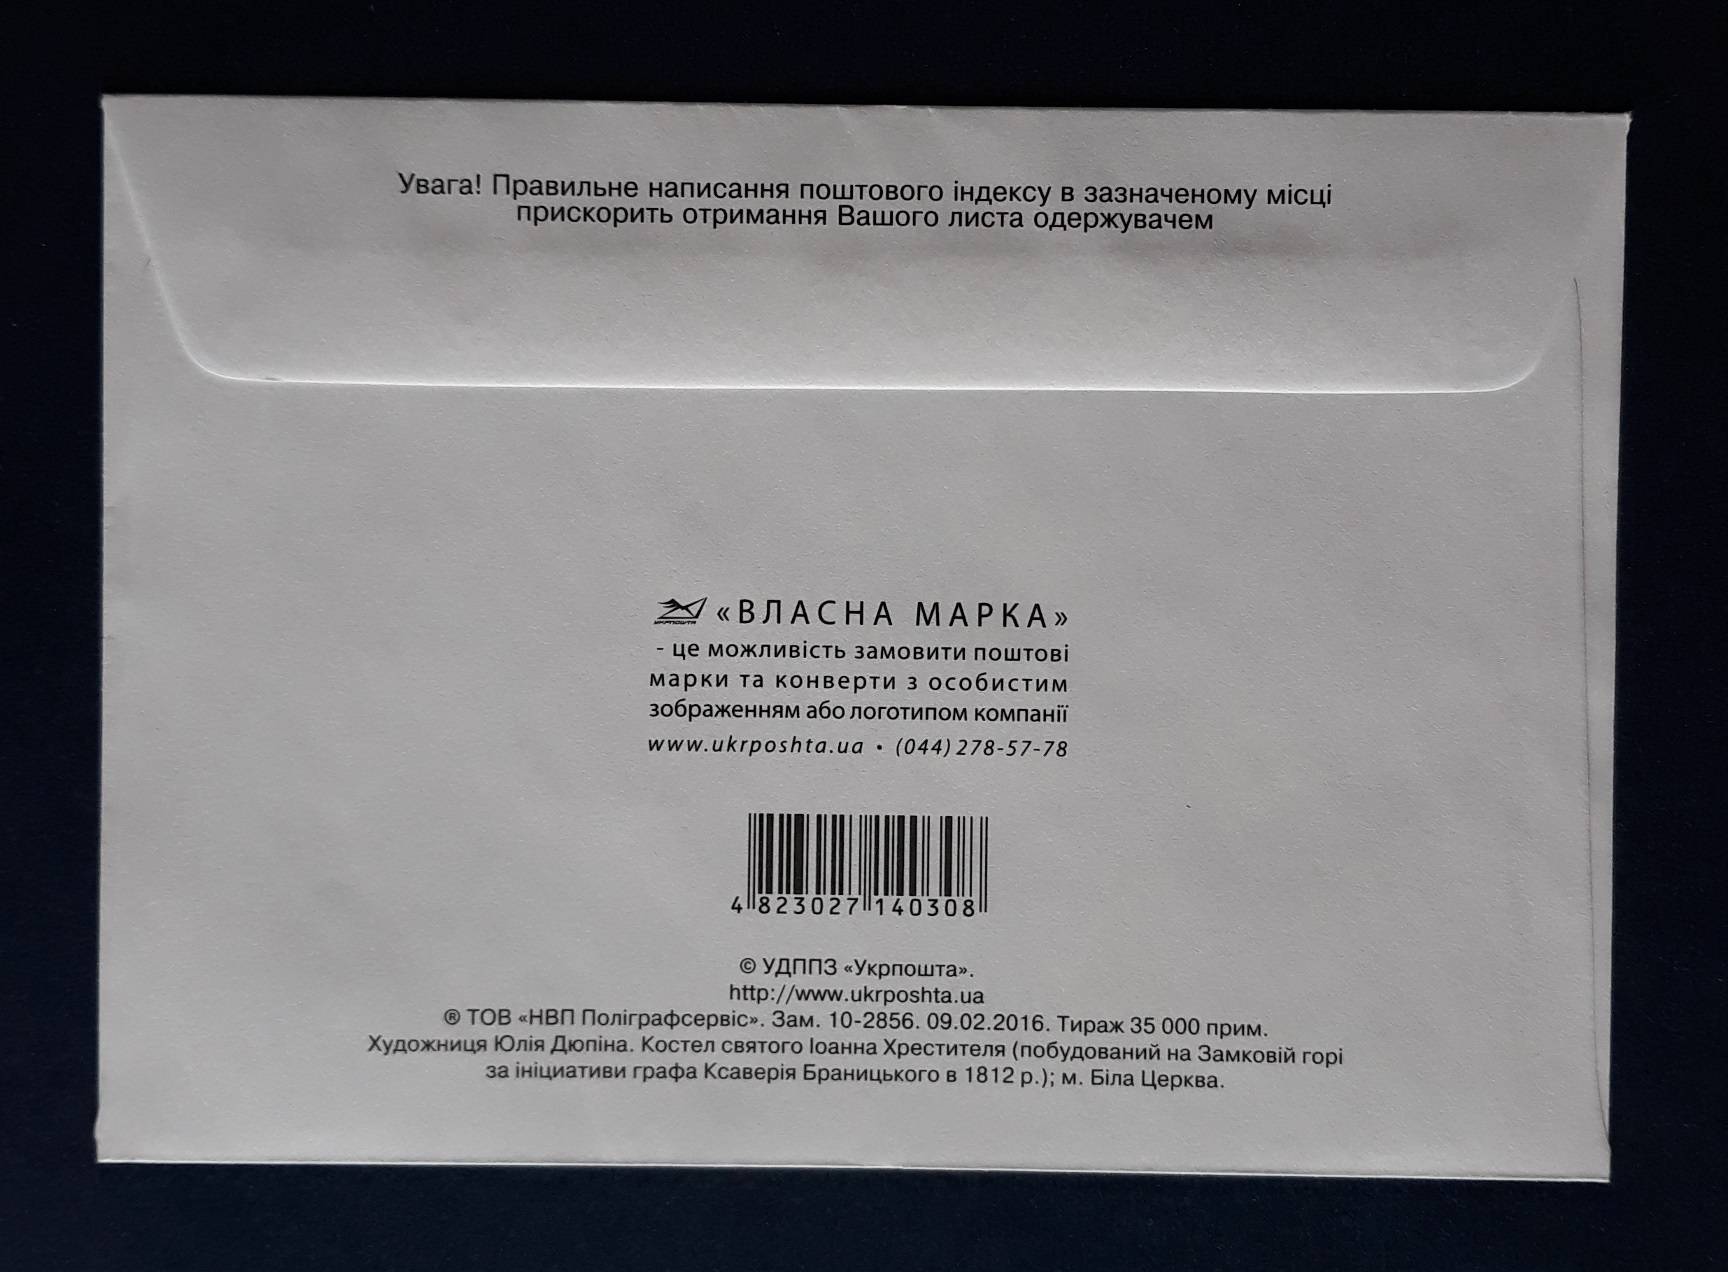 Увага! Правильне написання поштового індексу в зазначеному місці
прискорить отримання Вашого листа одержувачем
УКРПОШТА «ВЛАСНА МАРКА»
- це можливість замовити поштові
марки та конверти з особистим
зображенням або логотипом компанії
www.ukrposhta.ua • (044) 278-57-78
4 823027 140308
© УДППЗ «Укрпошта».
http://www.ukrposhta.ua
® ТОВ «НВП Поліграфсервіс». Зам. 10-2856. 09.02.2016. Тираж 35 000 прим.
Художниця Юлія Дюпіна. Костел святого Іоанна Хрестителя (побудований на Замковій горі
за ініциативи графа Ксаверія Браницького в 1812 р.); м. Біла Церква.